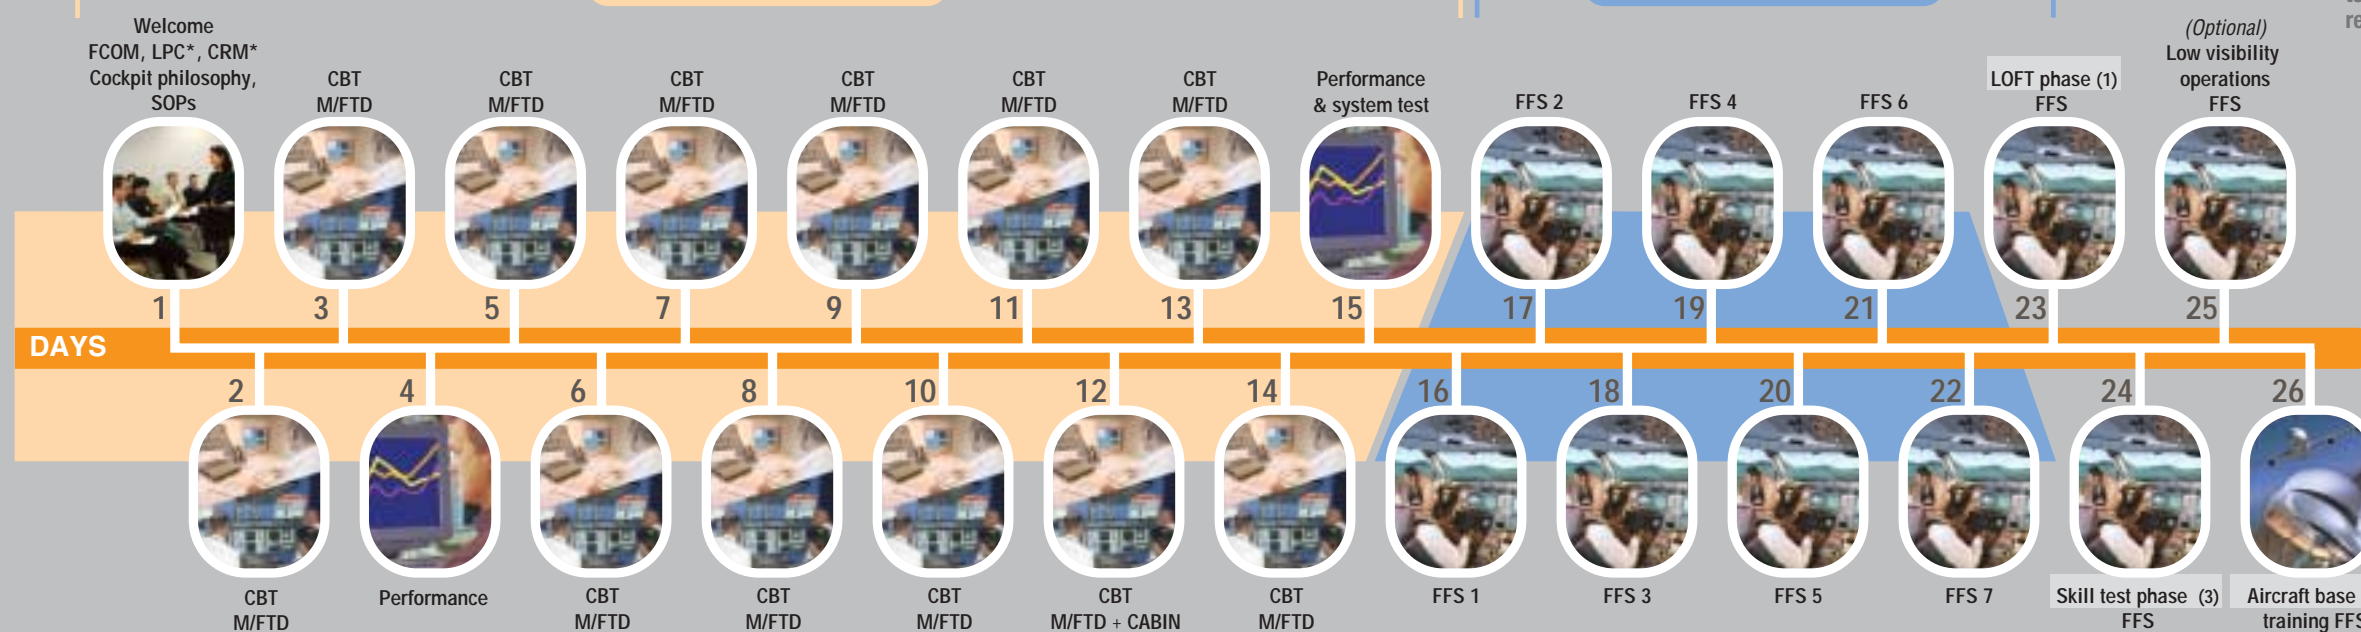 Welcome
FCOM, LPC*, CRM*
Cockpit philosophy,
SOPs
CBT
M/FTD
CBT
M/FTD
CBT
M/FTD
CBT
M/FTD
CBT
M/FTD
CBT
M/FTD
Performance
& system test
FFS 2
FFS 4
FFS 6
LOFT phase (1)
FFS
(Optional)
Low visibility
operations
FFS
re
1
3
5
7
9
11
13
15
17
19
21
23
25
DAYS
2
4
6
8
10
12
14
16
18
20
22
24
26
CBT
M/FTD
Performance
CBT
M/FTD
CBT
M/FTD
CBT
M/FTD
CBT
M/FTD + CABIN
CBT
M/FTD
FFS 1
FFS 3
FFS 5
FFS 7
Skill test phase (3)
FFS
Aircraft base
training FFS